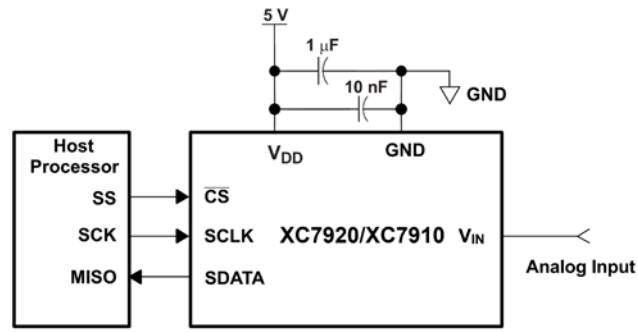 5 V
1 μF
10 nF
GND
Host
Processor
VDD
GND
SS
CS
SCK
SCLK
XC7920/XC7910
VIN
MISO
SDATA
Analog Input